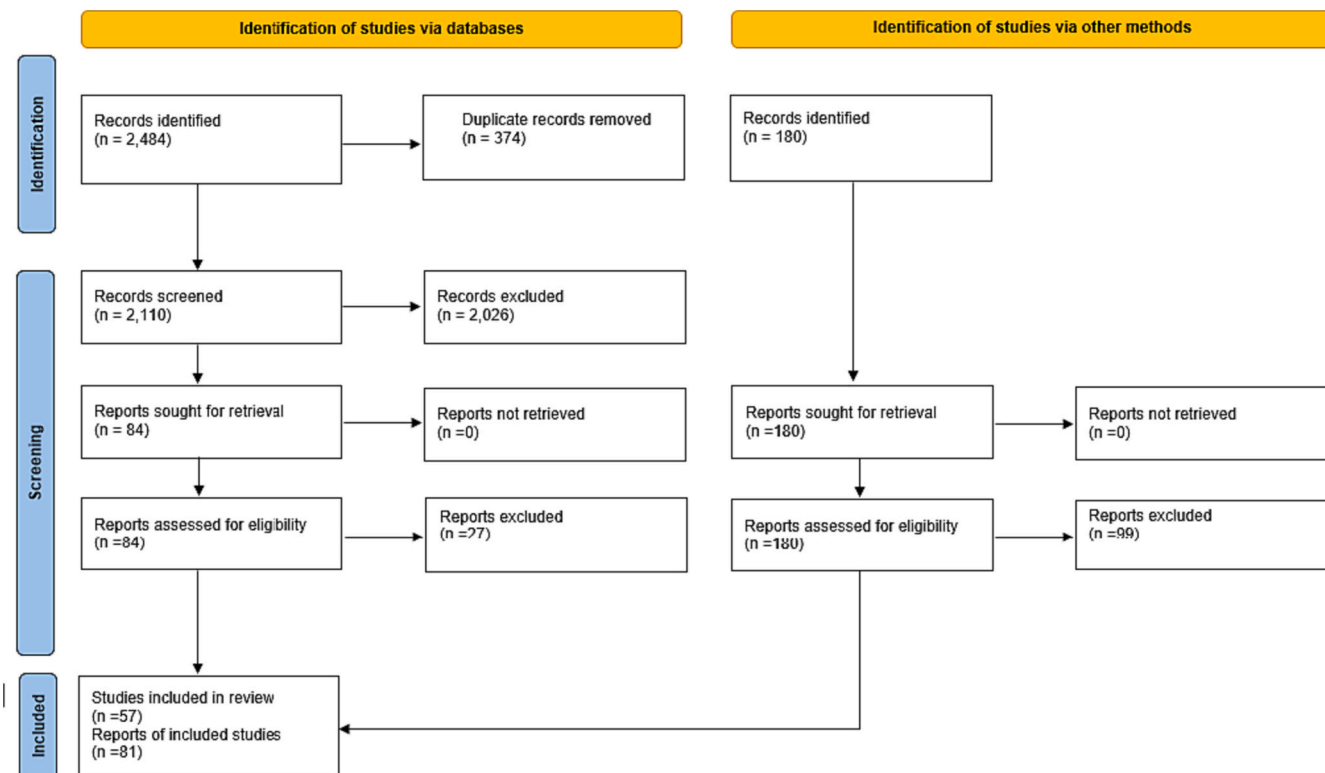 Identification of studies via databases
Identification of studies via other methods
Identification
Records identified
(n = 2,484)
Duplicate records removed
(n = 374)
Records identified
(n = 180)
Screening
Records screened
(n = 2,110)
Records excluded
(n = 2,026)
Reports sought for retrieval
(n = 84)
Reports not retrieved
(n =0)
Reports sought for retrieval
(n =180)
Reports not retrieved
(n =0)
Reports assessed for eligibility
(n =84)
Reports excluded
(n =27)
Reports assessed for eligibility
(n =180)
Reports excluded
(n =99)
Included
Studies included in review
(n =57)
Reports of included studies
(n =81)